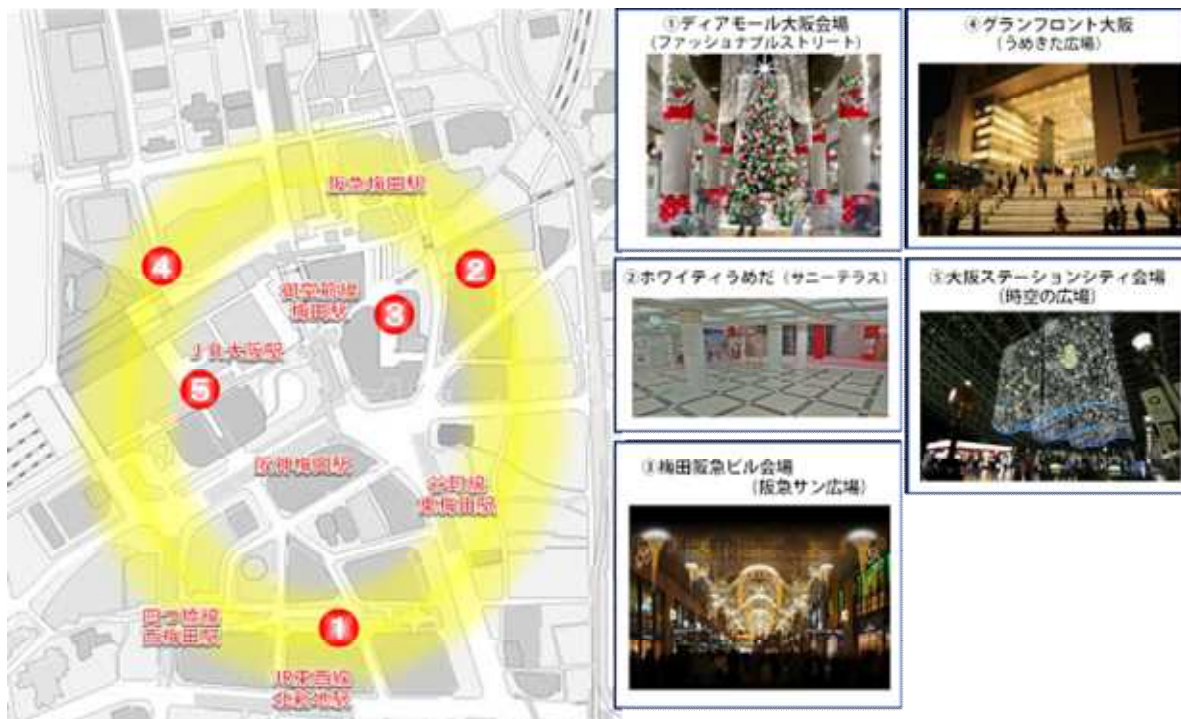 阪急梅田駅
④
②
御堂筋線
梅田駅
③
JR大阪駅
⑤
阪神梅田駅
谷町線
東梅田駅
四つ橋線
西梅田駅
①
JR東西線
北新地駅
①ディアモール大阪会場
(ファッショナブルストリート)
②ホワイティうめだ (サニーテラス)
③梅田阪急ビル会場
(阪急サン広場)
④グランフロント大阪
(うめきた広場)
⑤大阪ステーションシティ会場
(時空の広場)